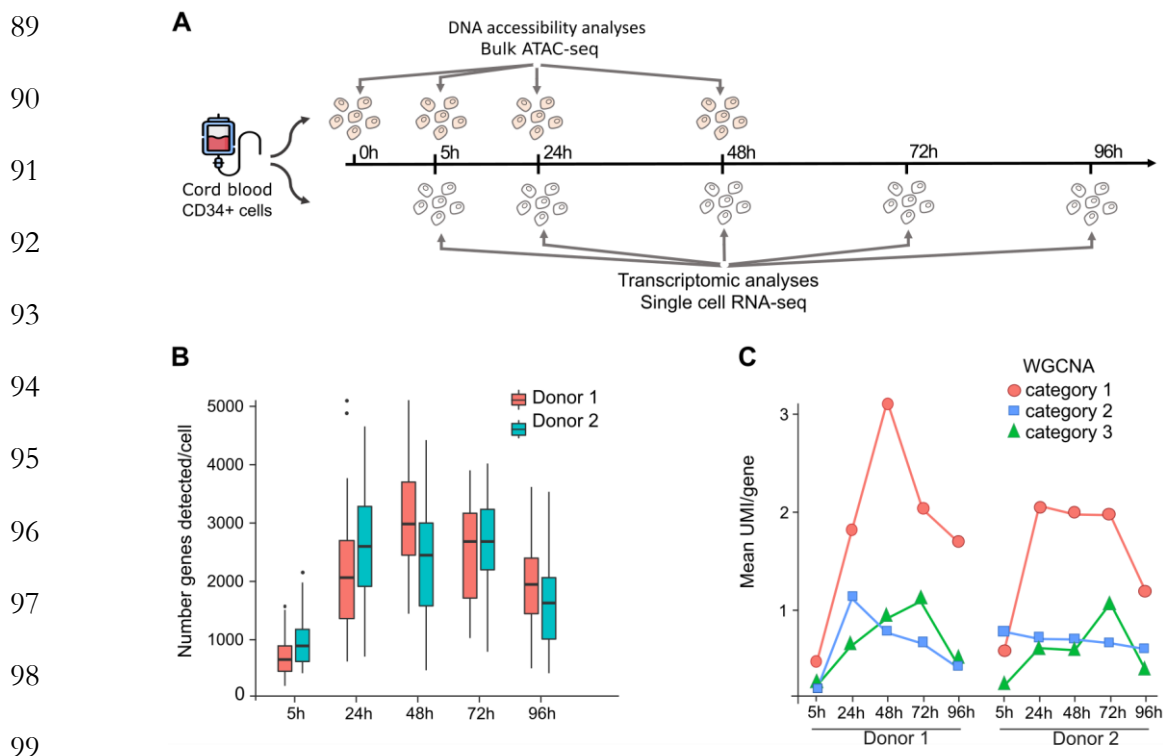 89
90
91
92
93
94
95
96
97
98
99
A
DNA accessibility analyses
Bulk ATAC-seq
0h
5h
24h
48h
72h
96h
Cord blood
CD34+ cells
Transcriptomic analyses
Single cell RNA-seq
B
Number genes detected/cell
5000
4000
3000
2000
1000
0
Donor 1
Donor 2
5h
24h
48h
72h
96h
C
WGCNA
category 1
category 2
category 3
Mean UMI/gene
3
2
1
5h 24h 48h 72h 96h 5h 24h 48h 72h 96h
Donor 1 Donor 2